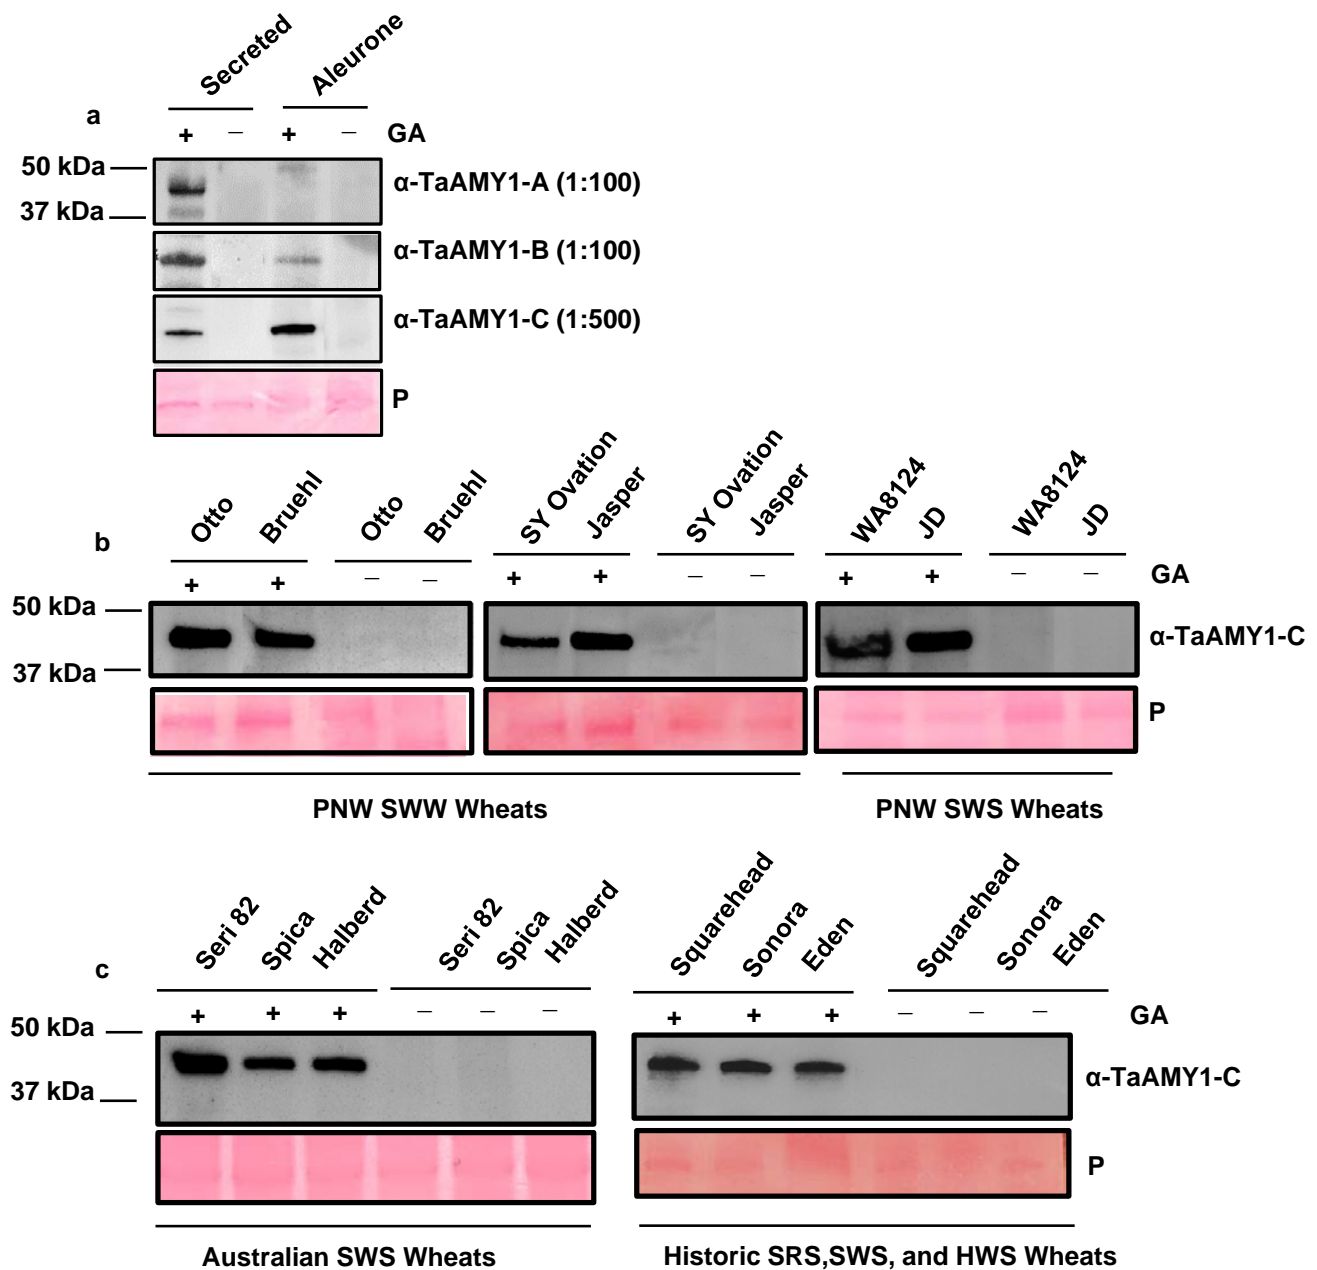 Secreted Aleurone
a
+ – + – GA
50 kDa
α-TaAMY1-A (1:100)
37 kDa
α-TaAMY1-B (1:100)
α-TaAMY1-C (1:500)
P
Otto Bruehl Otto Bruehl SY Ovation Jasper SY Ovation Jasper WA8124 JD WA8124 JD
b
+ + – – + + – – + + – – GA
50 kDa
α-TaAMY1-C
37 kDa
P
PNW SWW Wheats PNW SWS Wheats
Seri 82 Spica Halberd Seri 82 Spica Halberd Squarehead Sonora Eden Squarehead Sonora Eden
c
+ + + – – – + + + – – – GA
50 kDa
α-TaAMY1-C
37 kDa
P
Australian SWS Wheats Historic SRS,SWS, and HWS Wheats